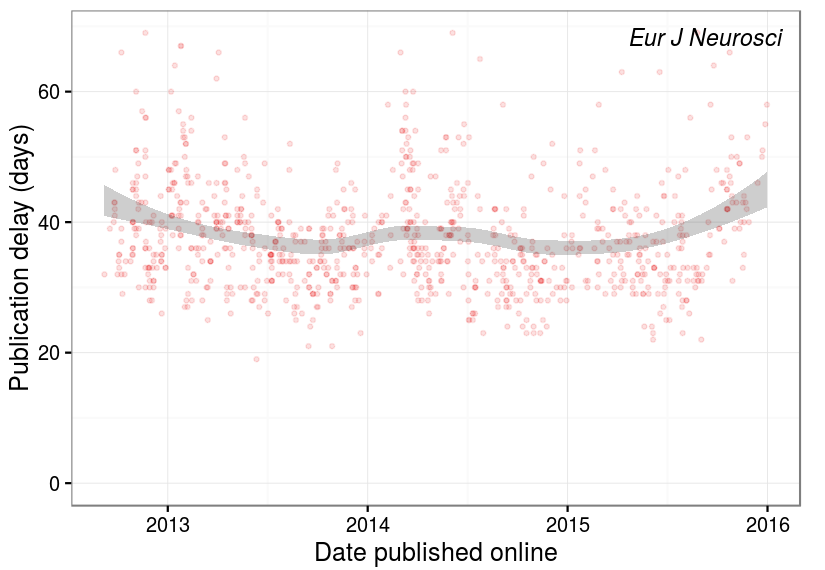 Eur J Neurosci
Publication delay (days)
60
40
20
0
2013 2014 2015 2016
Date published online